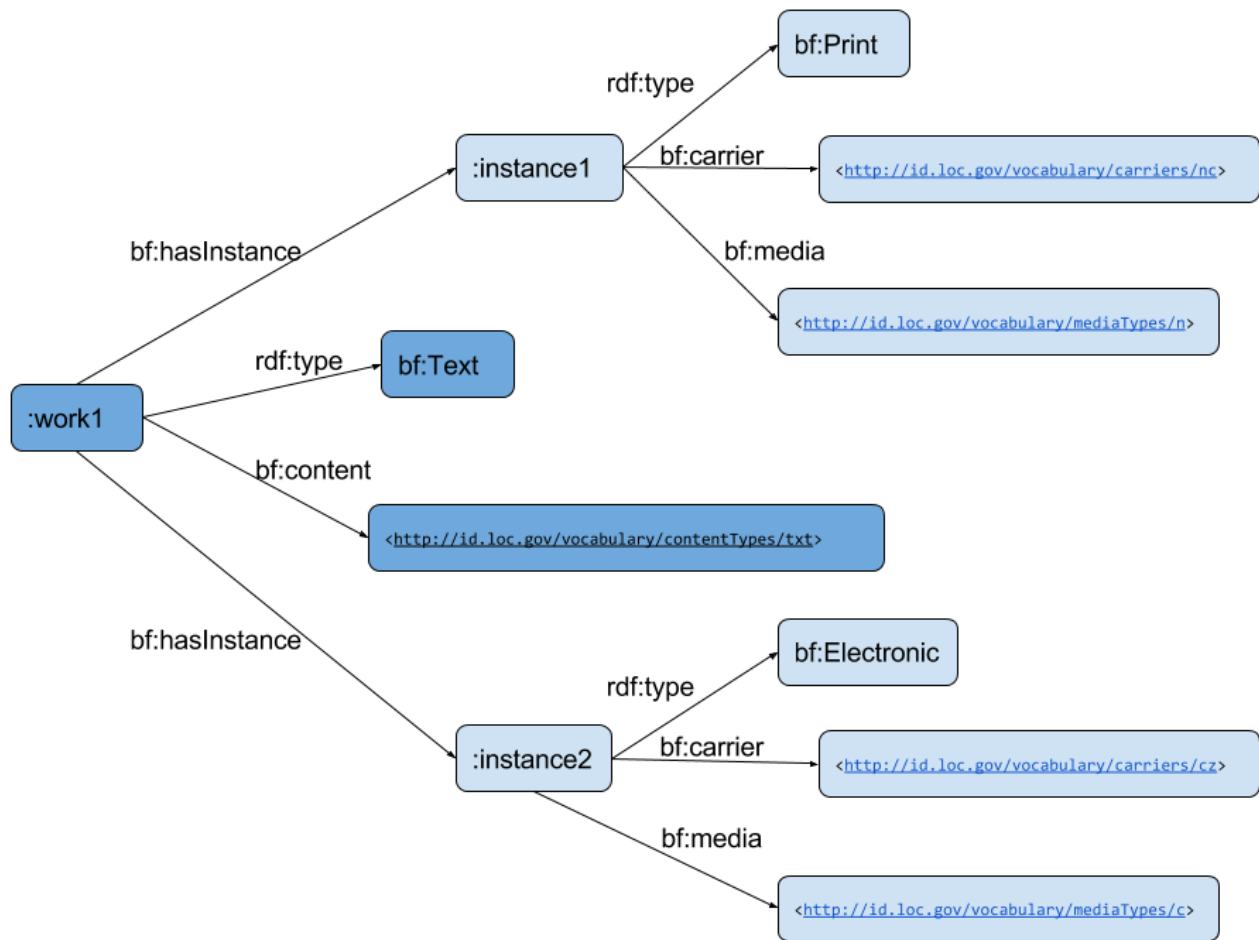 bf:Print
rdf:type
:instance1
bf:carrier
<http://id.loc.gov/vocabulary/carriers/nc>
bf:hasInstance
bf:media
<http://id.loc.gov/vocabulary/mediaTypes/n>
rdf:type
bf:Text
:work1
bf:content
<http://id.loc.gov/vocabulary/contentTypes/txt>
bf:hasInstance
bf:Electronic
rdf:type
:instance2
bf:carrier
<http://id.loc.gov/vocabulary/carriers/cz>
bf:media
<http://id.loc.gov/vocabulary/mediaTypes/c>